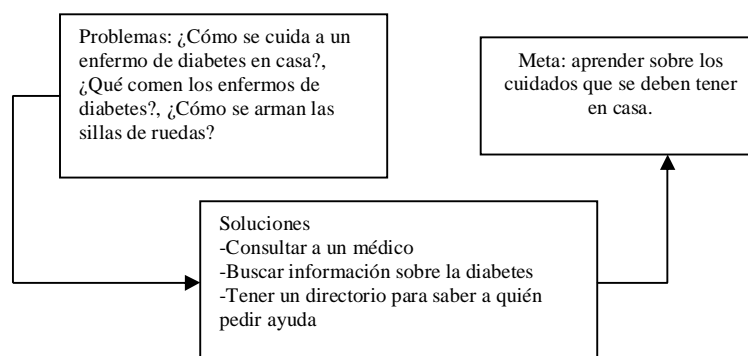 Problemas: ¿Cómo se cuida a un
enfermo de diabetes en casa?,
¿Qué comen los enfermos de
diabetes?, ¿Cómo se arman las
sillas de ruedas?
Meta: aprender sobre los
cuidados que se deben tener
en casa.
Soluciones
-Consultar a un médico
-Buscar información sobre la diabetes
-Tener un directorio para saber a quién
pedir ayuda